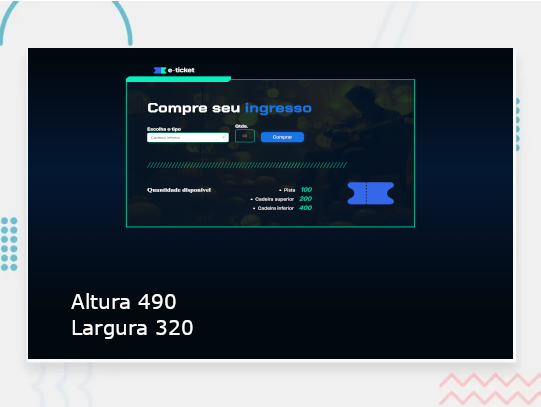 e-ticket
Compre seu ingresso
Escolha o tipo
Qtde.
Cadeira inferior
Comprar
Quantidade disponível
Pista 100
Cadeira superior 200
Cadeira inferior 400
Altura 490
Largura 320